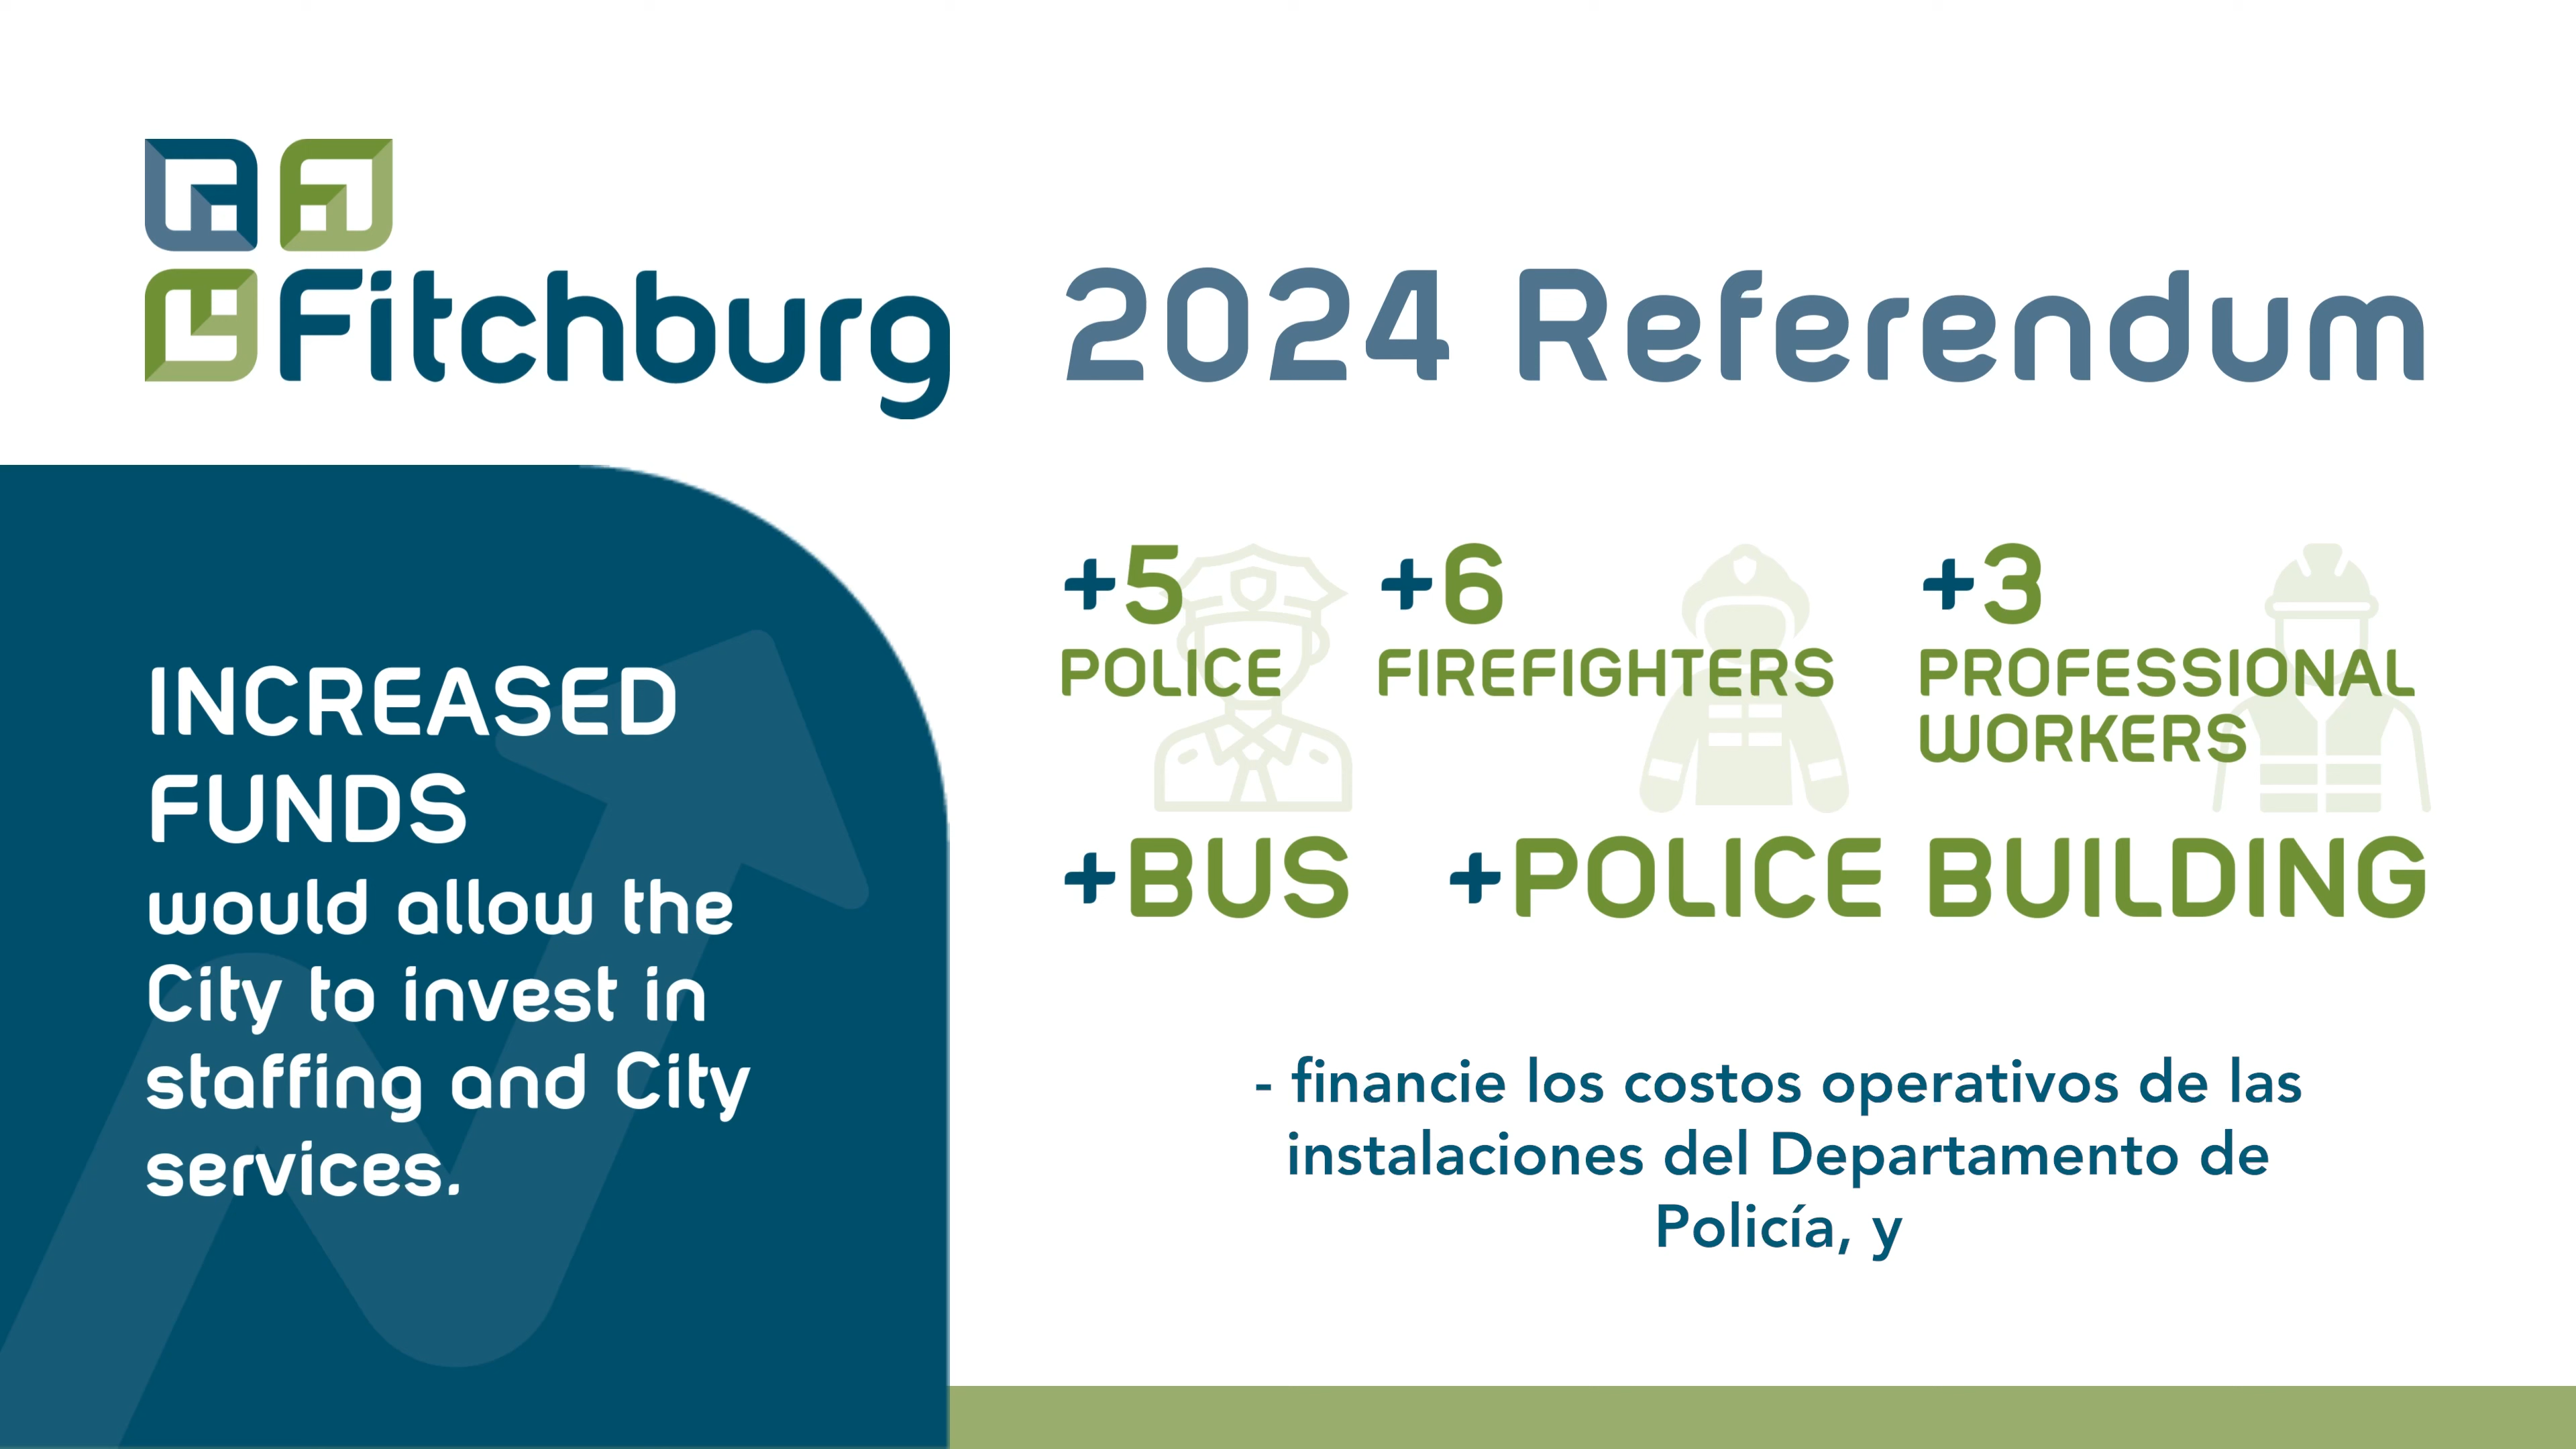 Fitchburg
2024 Referendum
INCREASED
FUNDS
would allow the
City to invest in
staffing and City
services.
+5
POLICE
+6
FIREFIGHTERS
+3
PROFESSIONAL
WORKERS
+BUS
+POLICE BUILDING
- financie los costos operativos de las
instalaciones del Departamento de
Policía, y